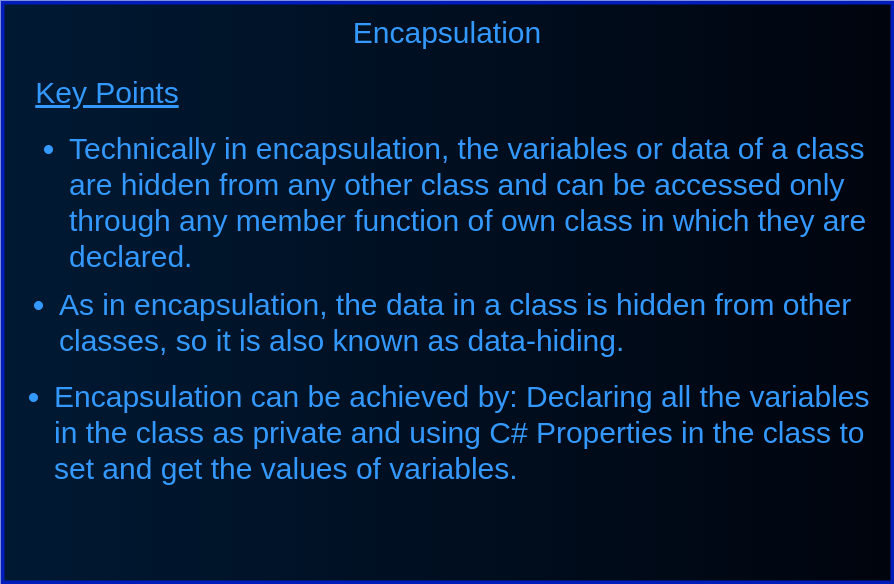 Encapsulation
Key Points
• Technically in encapsulation, the variables or data of a class
are hidden from any other class and can be accessed only
through any member function of own class in which they are
declared.
• As in encapsulation, the data in a class is hidden from other
classes, so it is also known as data-hiding.
• Encapsulation can be achieved by: Declaring all the variables
in the class as private and using C# Properties in the class to
set and get the values of variables.